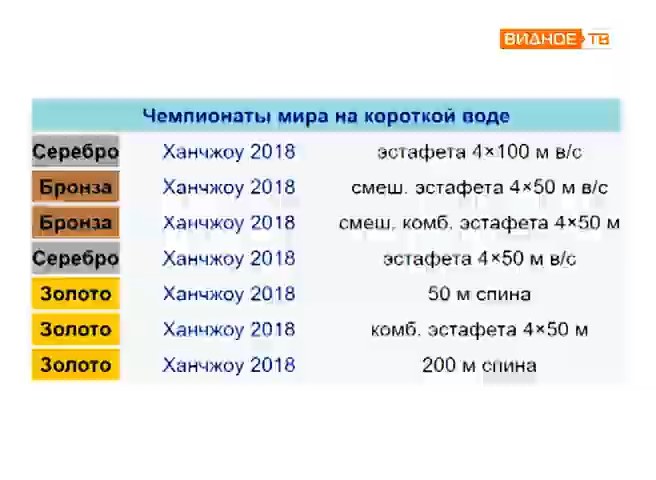 ВИДНОЕ ТВ
Чемпионаты мира на короткой воде
Серебро Ханчжоу 2018 эстафета 4×100 м в/с
Бронза Ханчжоу 2018 смеш. эстафета 4×50 м в/с
Бронза Ханчжоу 2018 смеш. комб. эстафета 4×50 м
Серебро Ханчжоу 2018 эстафета 4×50 м в/с
Золото Ханчжоу 2018 50 м спина
Золото Ханчжоу 2018 комб. эстафета 4×50 м
Золото Ханчжоу 2018 200 м спина